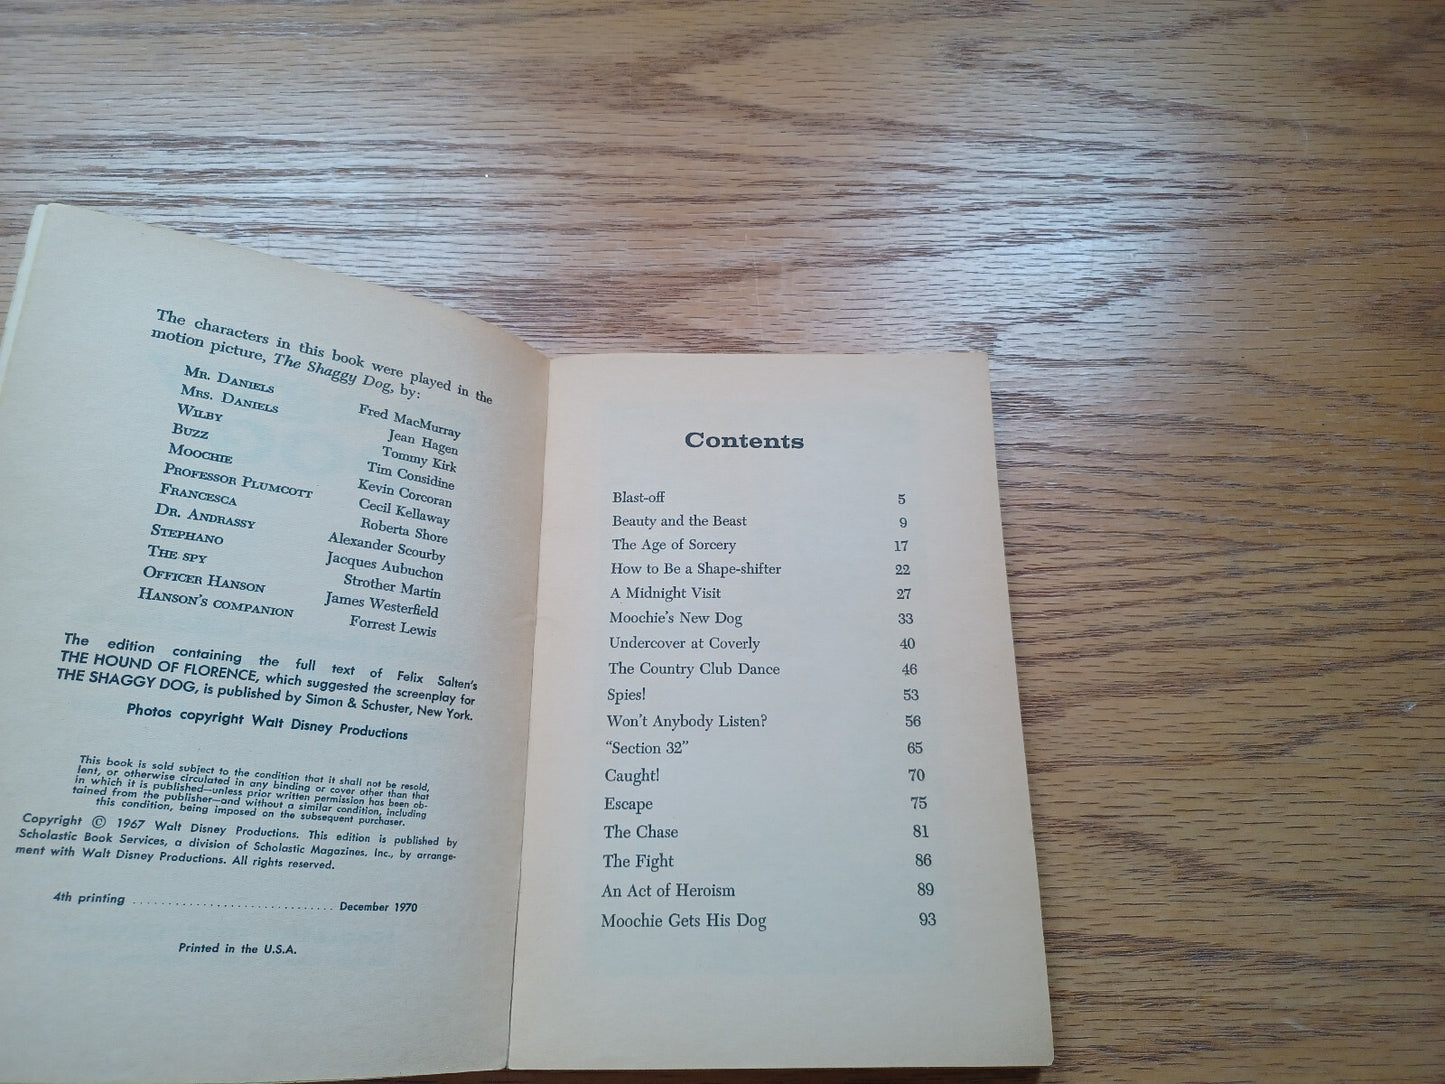 The characters in this book were played in the
motion picture, The Shaggy Dog, by:
MR. DANIELS Fred MacMurray
MRS. DANIELS Jean Hagen
WILBY Tommy Kirk
BUZZ Tim Considine
MOOCHIE Kevin Corcoran
PROFESSOR PLUMCOTT Cecil Kellaway
FRANCESCA Roberta Shore
DR. ANDRASSY Alexander Scourby
STEPHANO Jacques Aubuchon
THE SPY Strother Martin
OFFICER HANSON James Westerfield
HANSON'S COMPANION Forrest Lewis
The edition containing the full text of Felix Salten's
THE HOUND OF FLORENCE, which suggested the screenplay for
THE SHAGGY DOG, is published by Simon & Schuster, New York.
Photos copyright Walt Disney Productions
This book is sold subject to the condition that it shall not be resold,
lent, or otherwise circulated in any binding or cover other than that
in which it is published—unless prior written permission has been ob-
tained from the publisher—and without a similar condition, including
this condition, being imposed on the subsequent purchaser.
Copyright © 1967 Walt Disney Productions. This edition is published by
Scholastic Book Services, a division of Scholastic Magazines, Inc., by arrange-
ment with Walt Disney Productions. All rights reserved.
4th printing .............................. December 1970
Printed in the U.S.A.
Contents
Blast-off 5
Beauty and the Beast 9
The Age of Sorcery 17
How to Be a Shape-shifter 22
A Midnight Visit 27
Moochie's New Dog 33
Undercover at Coverly 40
The Country Club Dance 46
Spies! 53
Won't Anybody Listen? 56
"Section 32" 65
Caught! 70
Escape 75
The Chase 81
The Fight 86
An Act of Heroism 89
Moochie Gets His Dog 93